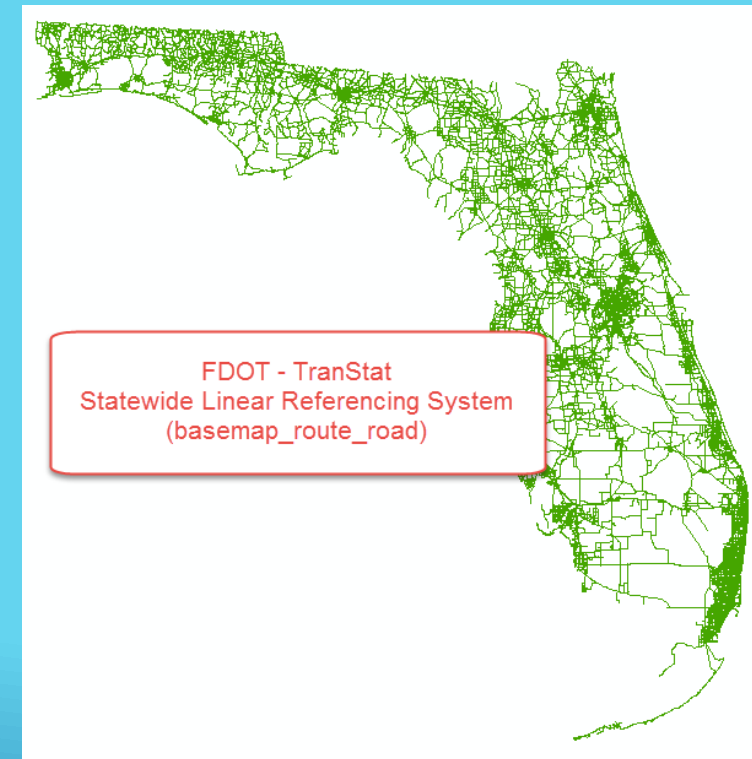 FDOT - TranStat
Statewide Linear Referencing System
(basemap_route_road)